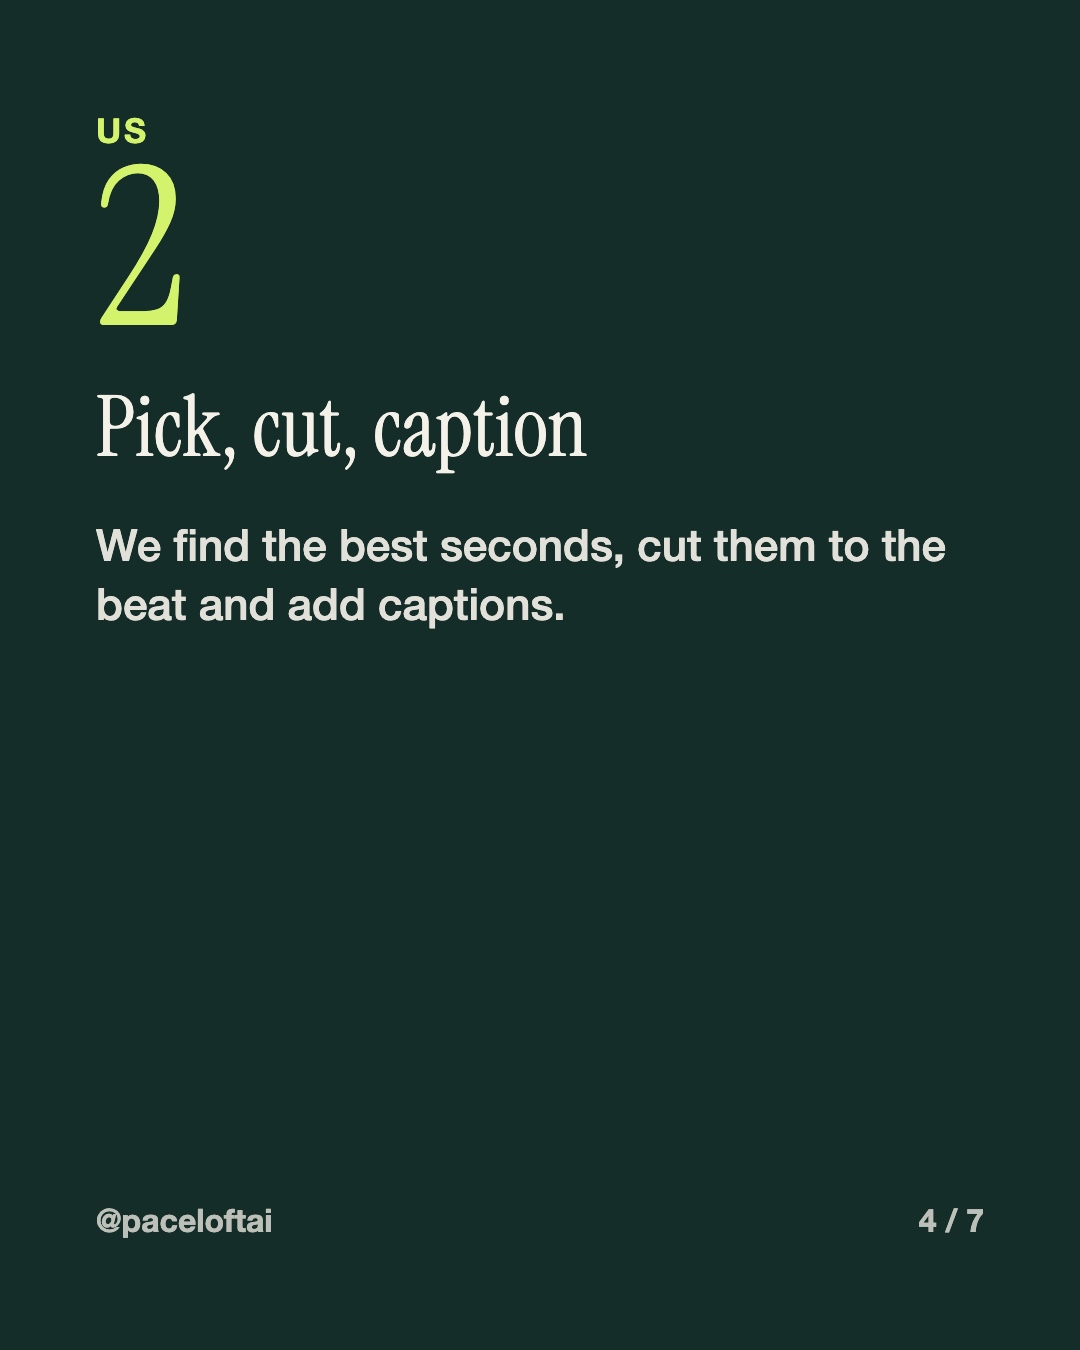 US
2
Pick, cut, caption
We find the best seconds, cut them to the
beat and add captions.
@paceloftai
4 / 7